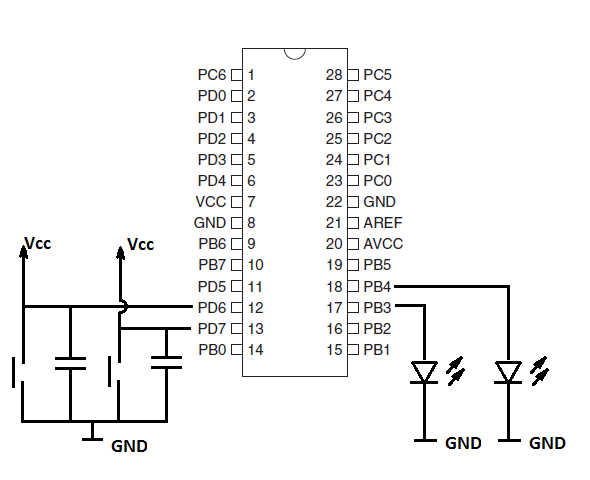 PC6 1 28 PC5
PD0 2 27 PC4
PD1 3 26 PC3
PD2 4 25 PC2
PD3 5 24 PC1
PD4 6 23 PC0
VCC 7 22 GND
GND 8 21 AREF
Vcc Vcc PB6 9 20 AVCC
PB7 10 19 PB5
PD5 11 18 PB4
PD6 12 17 PB3
PD7 13 16 PB2
PB0 14 15 PB1
GND GND GND